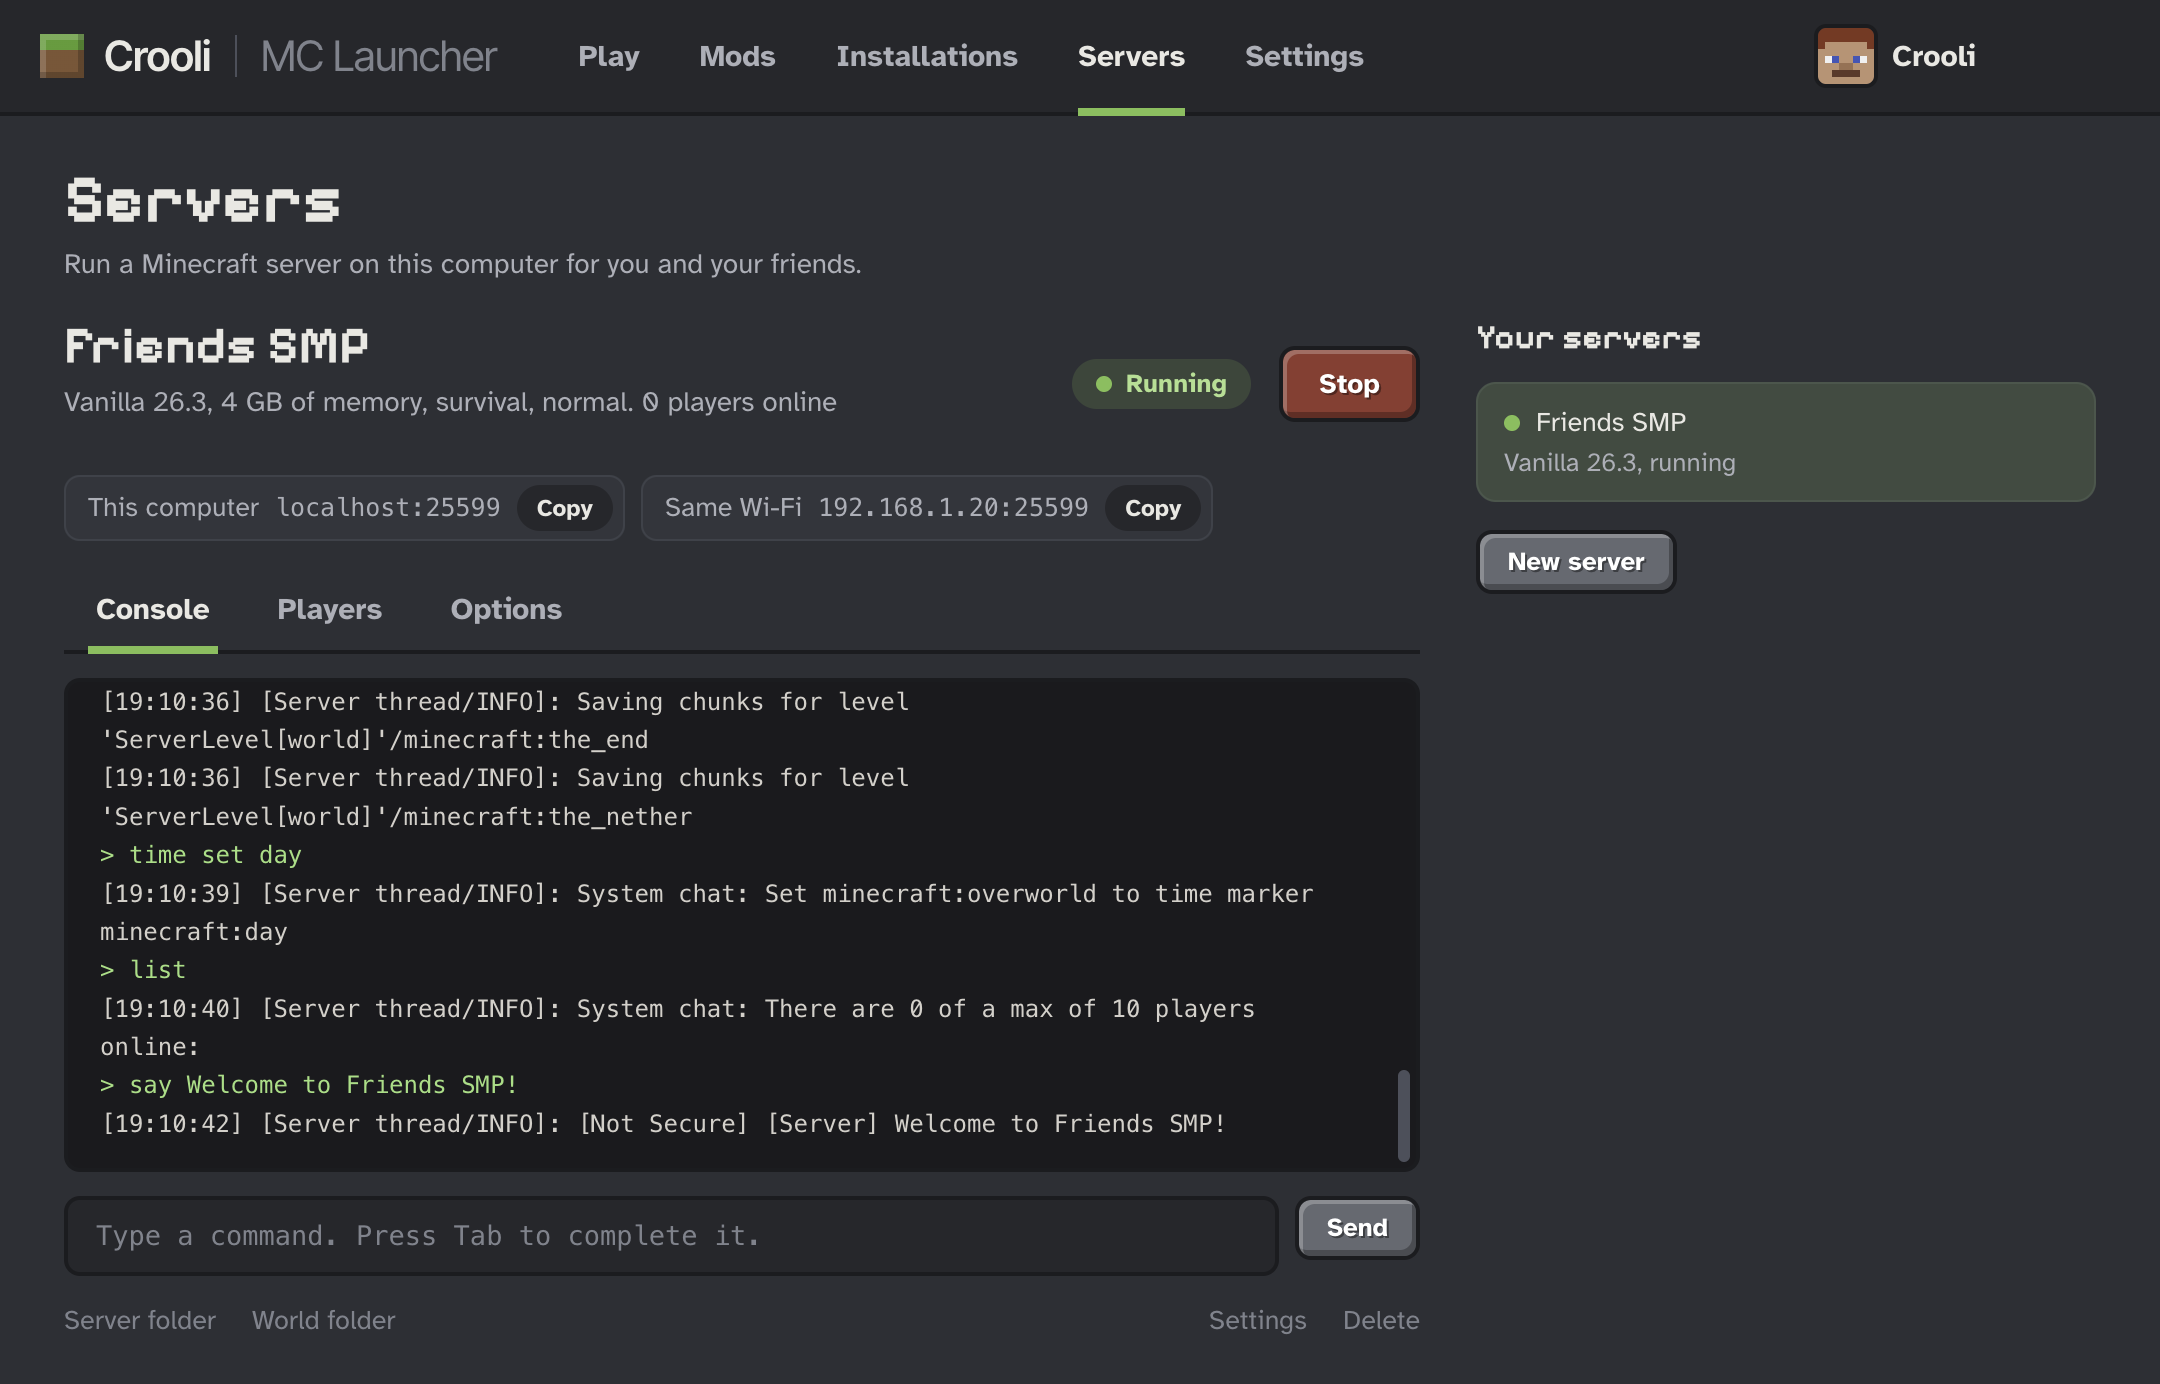 Crooli | MC Launcher
Play Mods Installations Servers Settings
Crooli
Servers
Run a Minecraft server on this computer for you and your friends.
Friends SMP
Vanilla 26.3, 4 GB of memory, survival, normal. 0 players online
Running
Stop
This computer localhost:25599 Copy
Same Wi-Fi 192.168.1.20:25599 Copy
Console Players Options
[19:10:36] [Server thread/INFO]: Saving chunks for level
'ServerLevel[world]'/minecraft:the_end
[19:10:36] [Server thread/INFO]: Saving chunks for level
'ServerLevel[world]'/minecraft:the_nether
> time set day
[19:10:39] [Server thread/INFO]: System chat: Set minecraft:overworld to time marker
minecraft:day
> list
[19:10:40] [Server thread/INFO]: System chat: There are 0 of a max of 10 players
online:
> say Welcome to Friends SMP!
[19:10:42] [Server thread/INFO]: [Not Secure] [Server] Welcome to Friends SMP!
Type a command. Press Tab to complete it.
Send
Server folder World folder
Settings Delete
Your servers
Friends SMP
Vanilla 26.3, running
New server